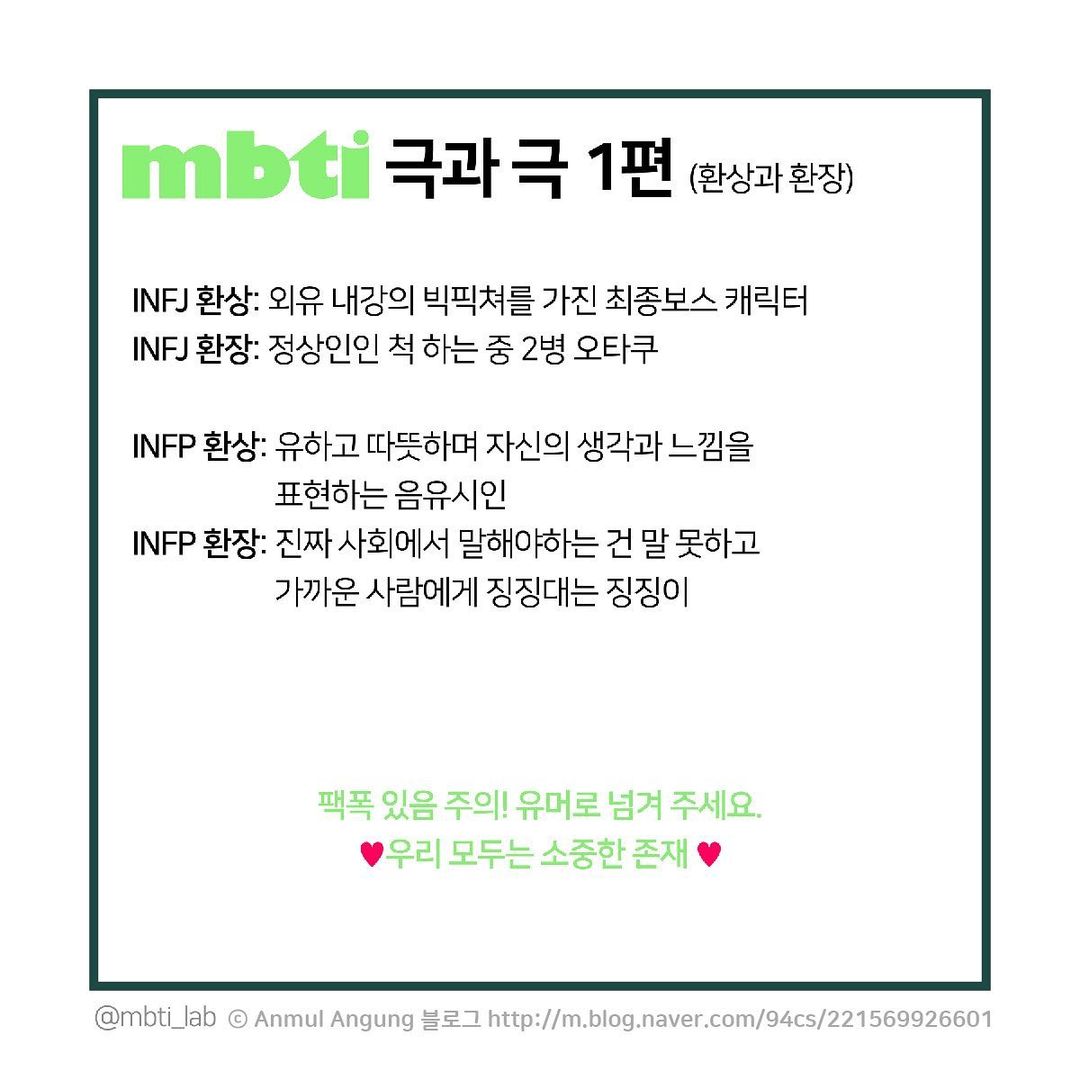 mbti 극과 극 1편 (환상과 환장)
INFJ 환상: 외유 내강의 빅픽쳐를 가진 최종보스 캐릭터
INFJ 환장: 정상인인 척 하는 중 2병 오타쿠
INFP 환상: 유하고 따뜻하며 자신의 생각과 느낌을
표현하는 음유시인
INFP 환장: 진짜 사회에서 말해야하는 건 말 못하고
가까운 사람에게 징징대는 징징이
팩폭 있음 주의! 유머로 넘겨 주세요.
♥우리 모두는 소중한 존재 ♥
@mbti_lab © Anmul Angung 블로그 http://m.blog.naver.com/94cs/221569926601